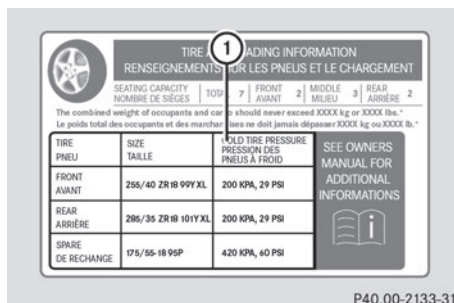 1
TIRE A ADING INFORMATION
RENSEIGNEMENTS SUR LES PNEUS ET LE CHARGEMENT
SEATING CAPACITY TOTAL 7 FRONT 2 MIDDLE 3 REAR 2
NOMBRE DE SIÈGES AVANT MILIEU ARRIÈRE
The combined weight of occupants and cargo should never exceed XXXX kg or XXXX lbs.*
Le poids total des occupants et des marchandises ne doit jamais dépasser XXXX kg ou XXXX lb.*
TIRE
PNEU
SIZE
TAILLE
COLD TIRE PRESSURE
PRESSION DES
PNEUS À FROID
SEE OWNERS
MANUAL FOR
ADDITIONAL
INFORMATIONS
i
FRONT
AVANT
255/40 ZR18 99Y XL
200 KPA, 29 PSI
REAR
ARRIÈRE
285/35 ZR18 101Y XL
200 KPA, 29 PSI
SPARE
DE RECHANGE
175/55-18 95P
420 KPA, 60 PSI
P40.00-2133-31